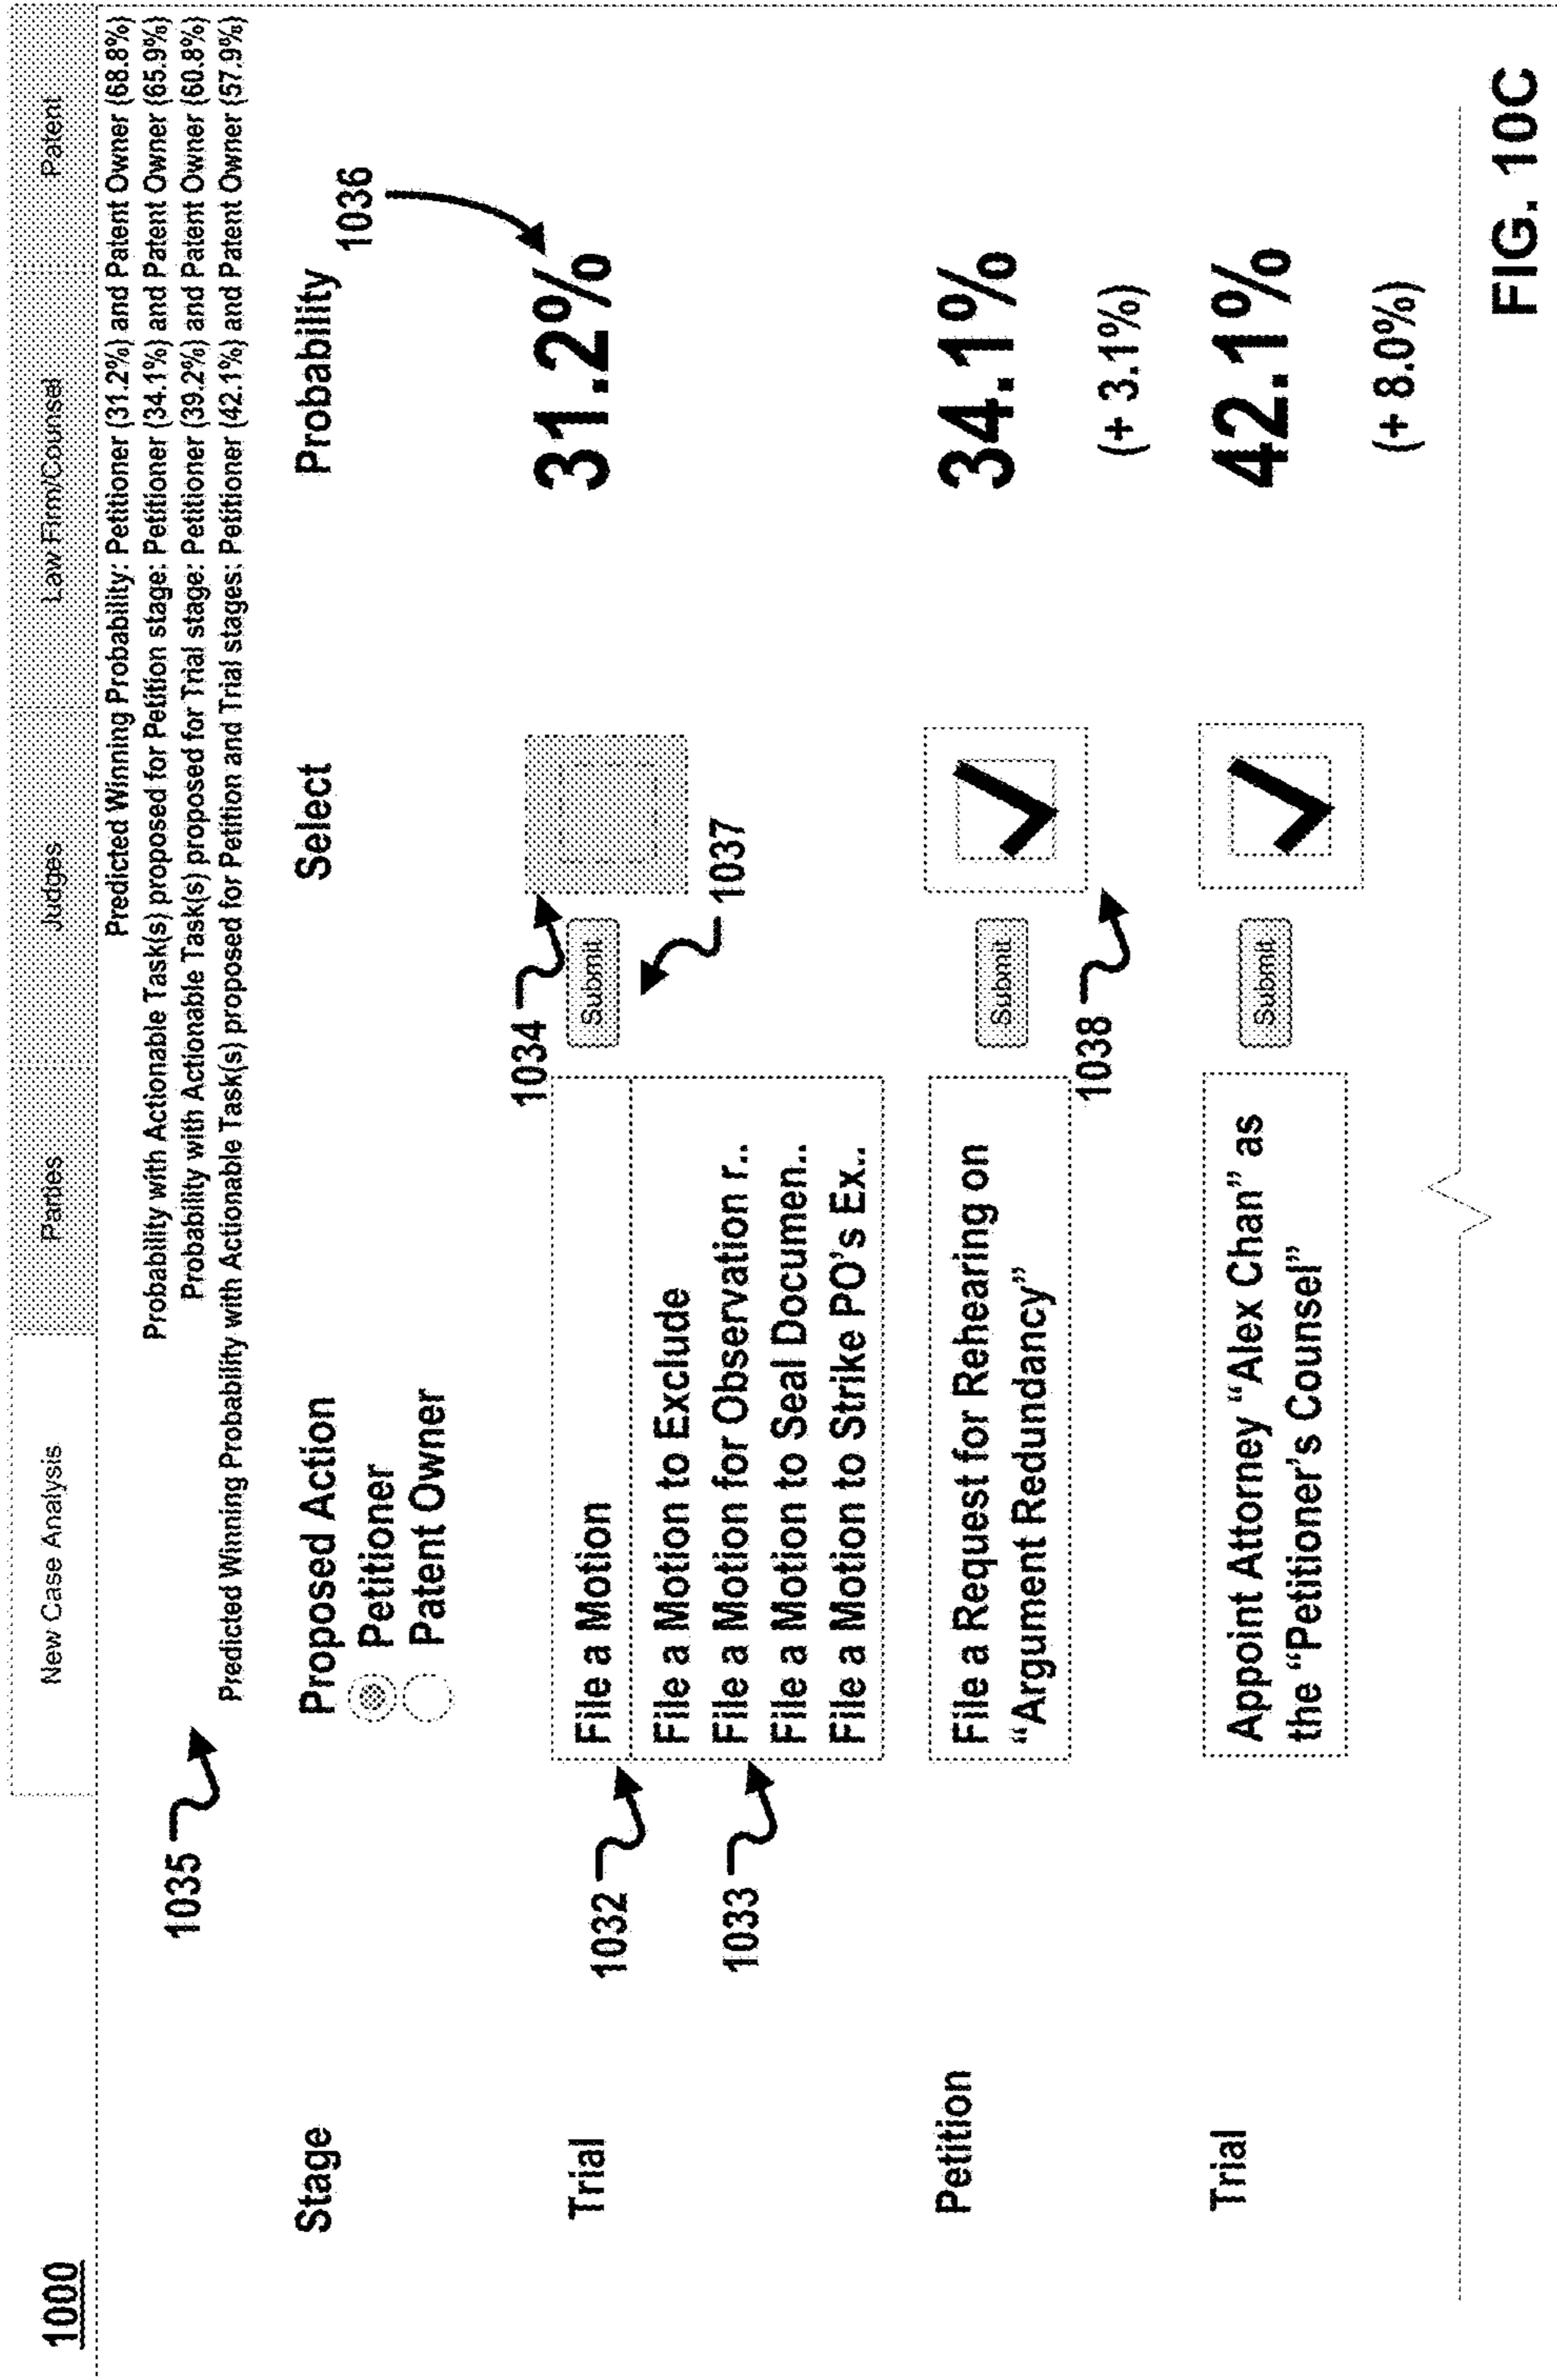 1000
New Case Analysis Parties Judges Law Firm/Counsel Patent
Predicted Winning Probability: Petitioner (31.2%) and Patent Owner (68.8%)
Probability with Actionable Task(s) proposed for Petition stage: Petitioner (34.1%) and Patent Owner (65.9%)
Probability with Actionable Task(s) proposed for Trial stage: Petitioner (39.2%) and Patent Owner (60.8%)
Predicted Winning Probability with Actionable Task(s) proposed for Petition and Trial stages: Petitioner (42.1%) and Patent Owner (57.9%)
1035
Stage Proposed Action Select Probability
Petitioner
Patent Owner
1036
1034
Trial File a Motion Submit 31.2%
1032
File a Motion to Exclude
1037
File a Motion for Observation r..
1033
File a Motion to Seal Documen..
File a Motion to Strike PO's Ex..
Petition File a Request for Rehearing on Submit 34.1%
"Argument Redundancy"
1038
(+ 3.1%)
Trial Appoint Attorney "Alex Chan" as Submit 42.1%
the "Petitioner's Counsel"
(+ 8.0%)
FIG. 10C